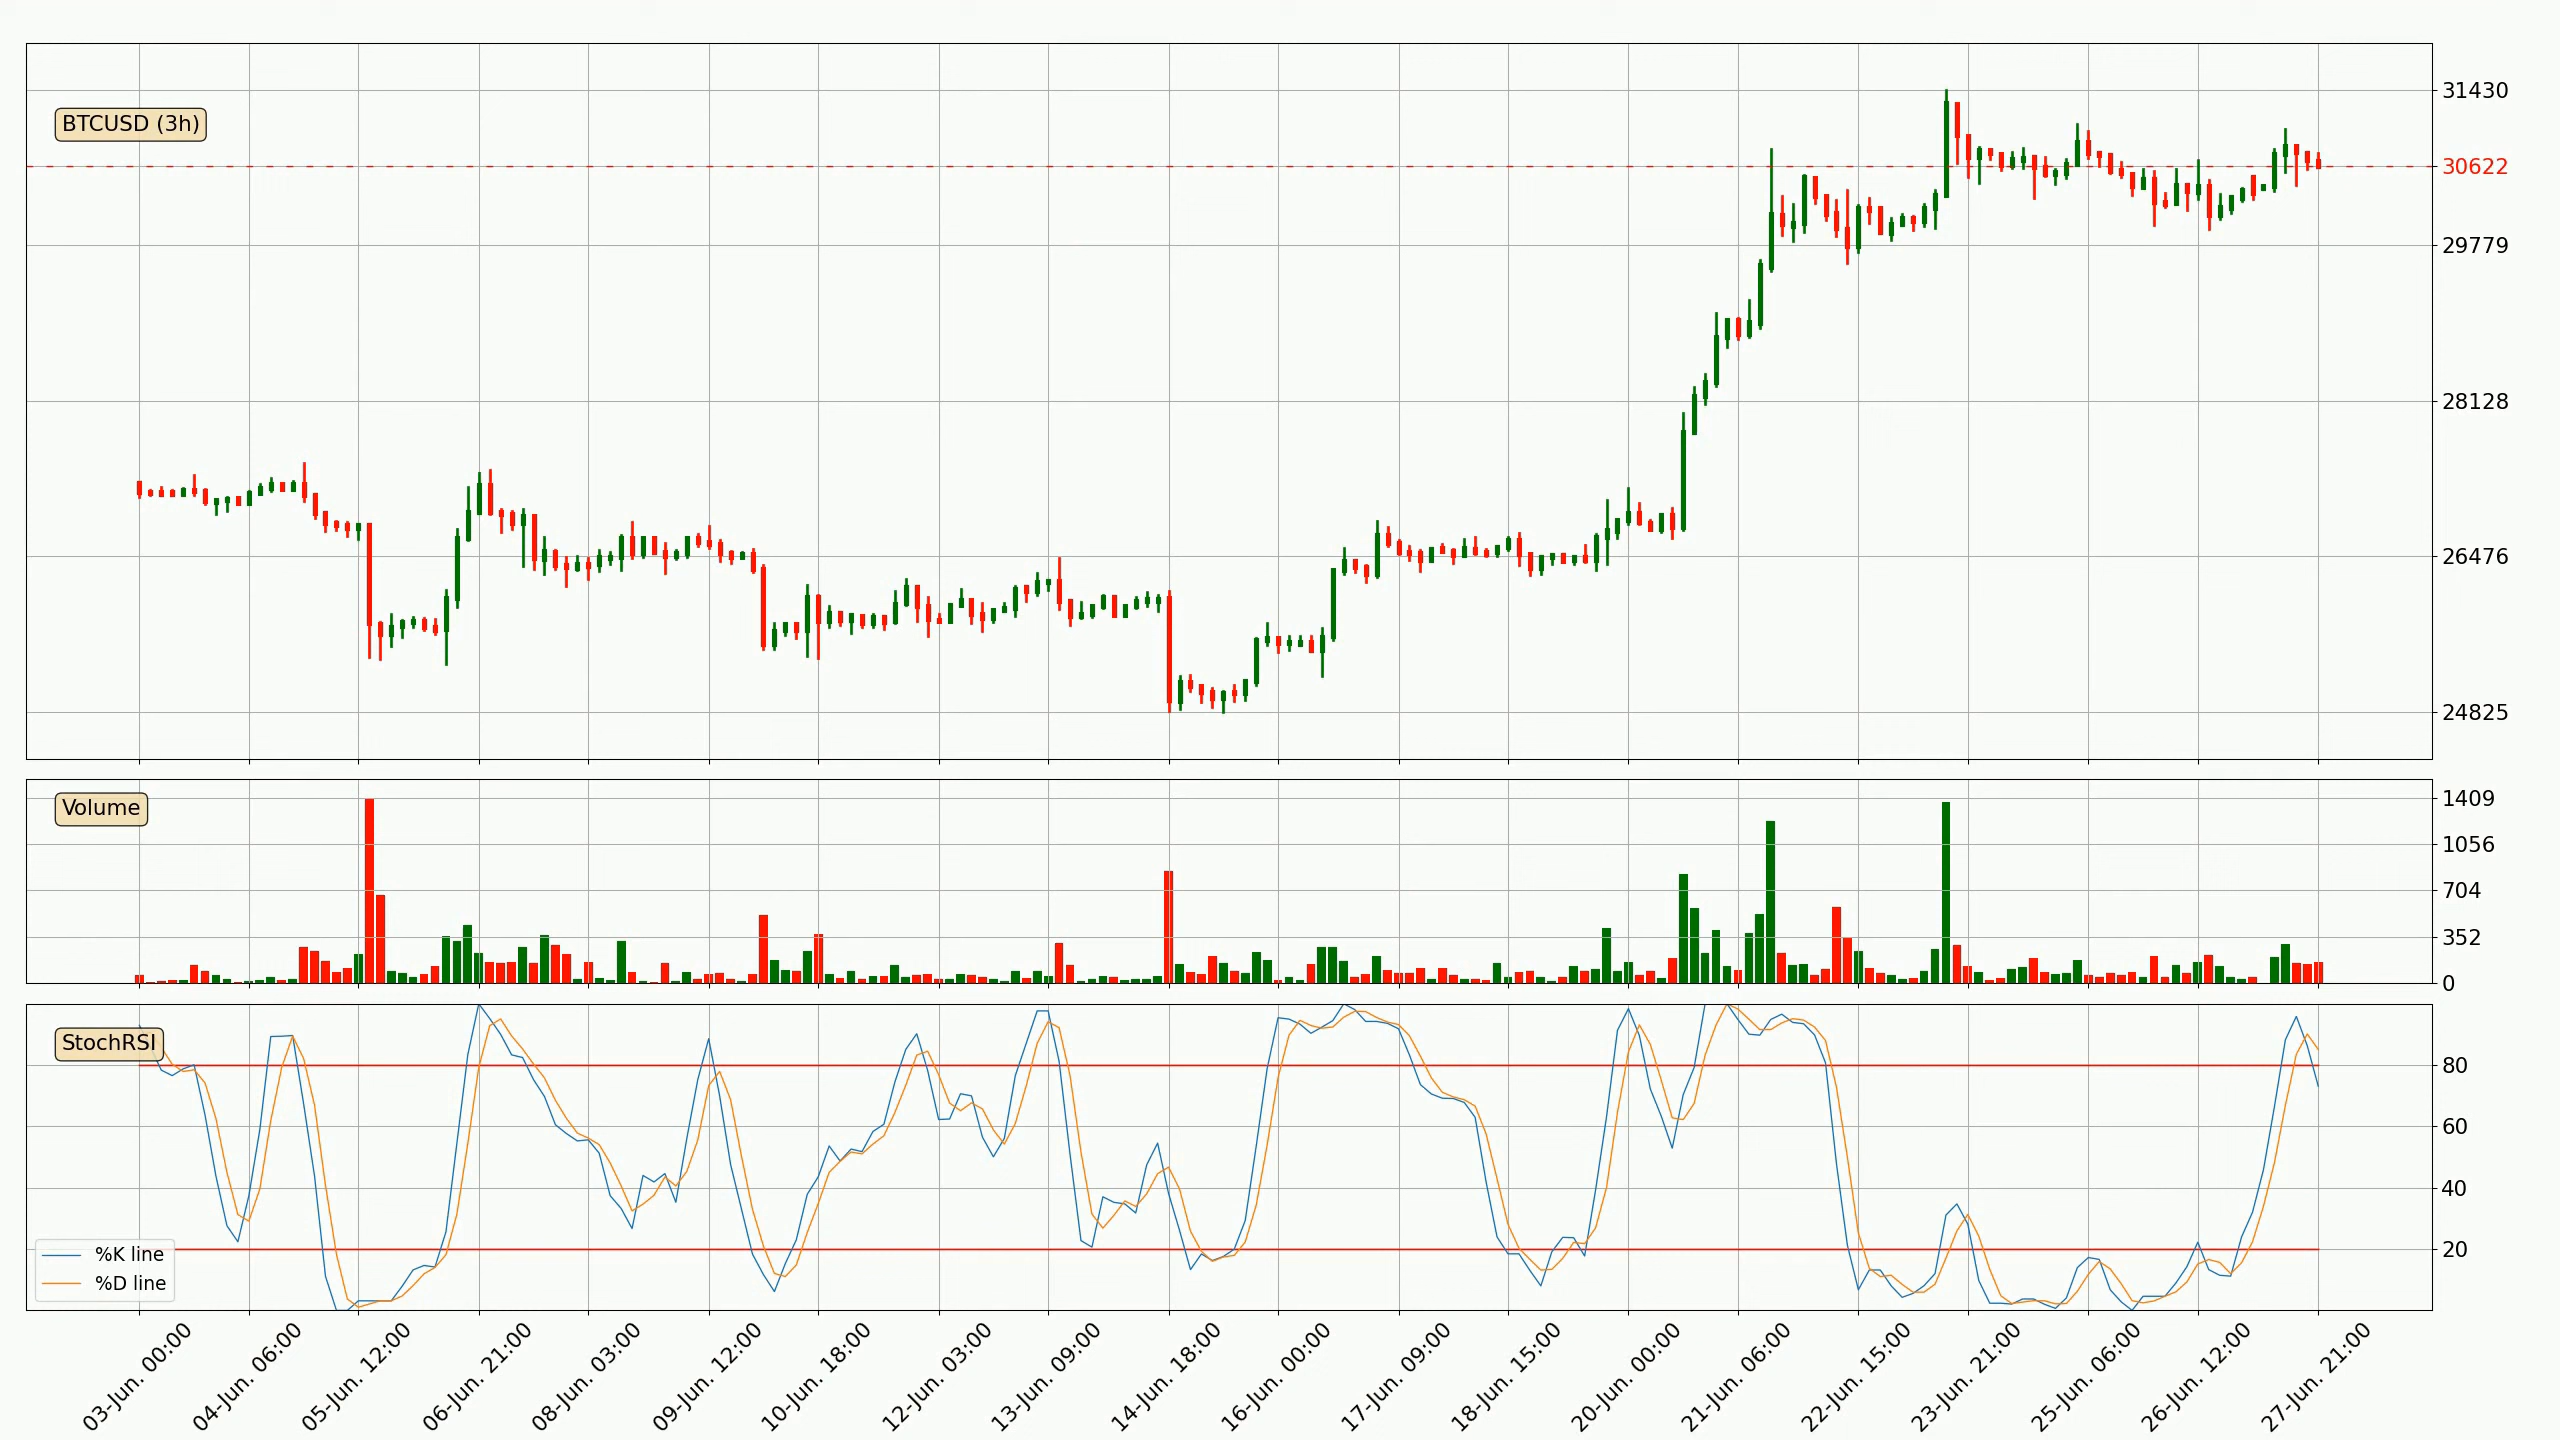 BTCUSD (3h)
31430
30622
29779
28128
26476
24825
Volume
1409
1056
704
352
0
StochRSI
80
60
40
20
%K line
%D line
03-Jun. 00:00
04-Jun. 06:00
05-Jun. 12:00
06-Jun. 21:00
08-Jun. 03:00
09-Jun. 12:00
10-Jun. 18:00
12-Jun. 03:00
13-Jun. 09:00
14-Jun. 18:00
16-Jun. 00:00
17-Jun. 09:00
18-Jun. 15:00
20-Jun. 00:00
21-Jun. 06:00
22-Jun. 15:00
23-Jun. 21:00
25-Jun. 06:00
26-Jun. 12:00
27-Jun. 21:00